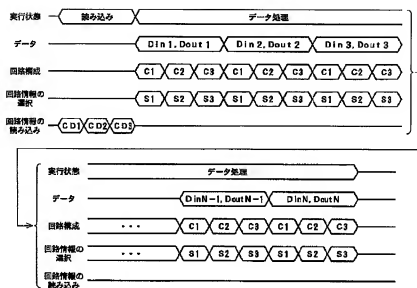 実行状態 読み込み データ処理
データ Din1, Dout1 Din2, Dout2 Din3, Dout3
回路構成 C1 C2 C3 C1 C2 C3 C1 C2 C3
回路情報の
選択 S1 S2 S3 S1 S2 S3 S1 S2 S3
回路情報の
読み込み CD1 CD2 CD3
実行状態 データ処理
データ DinN-1, DoutN-1 DinN, DoutN
回路構成 ・・・ C1 C2 C3 C1 C2 C3
回路情報の
選択 ・・・ S1 S2 S3 S1 S2 S3
回路情報の
読み込み